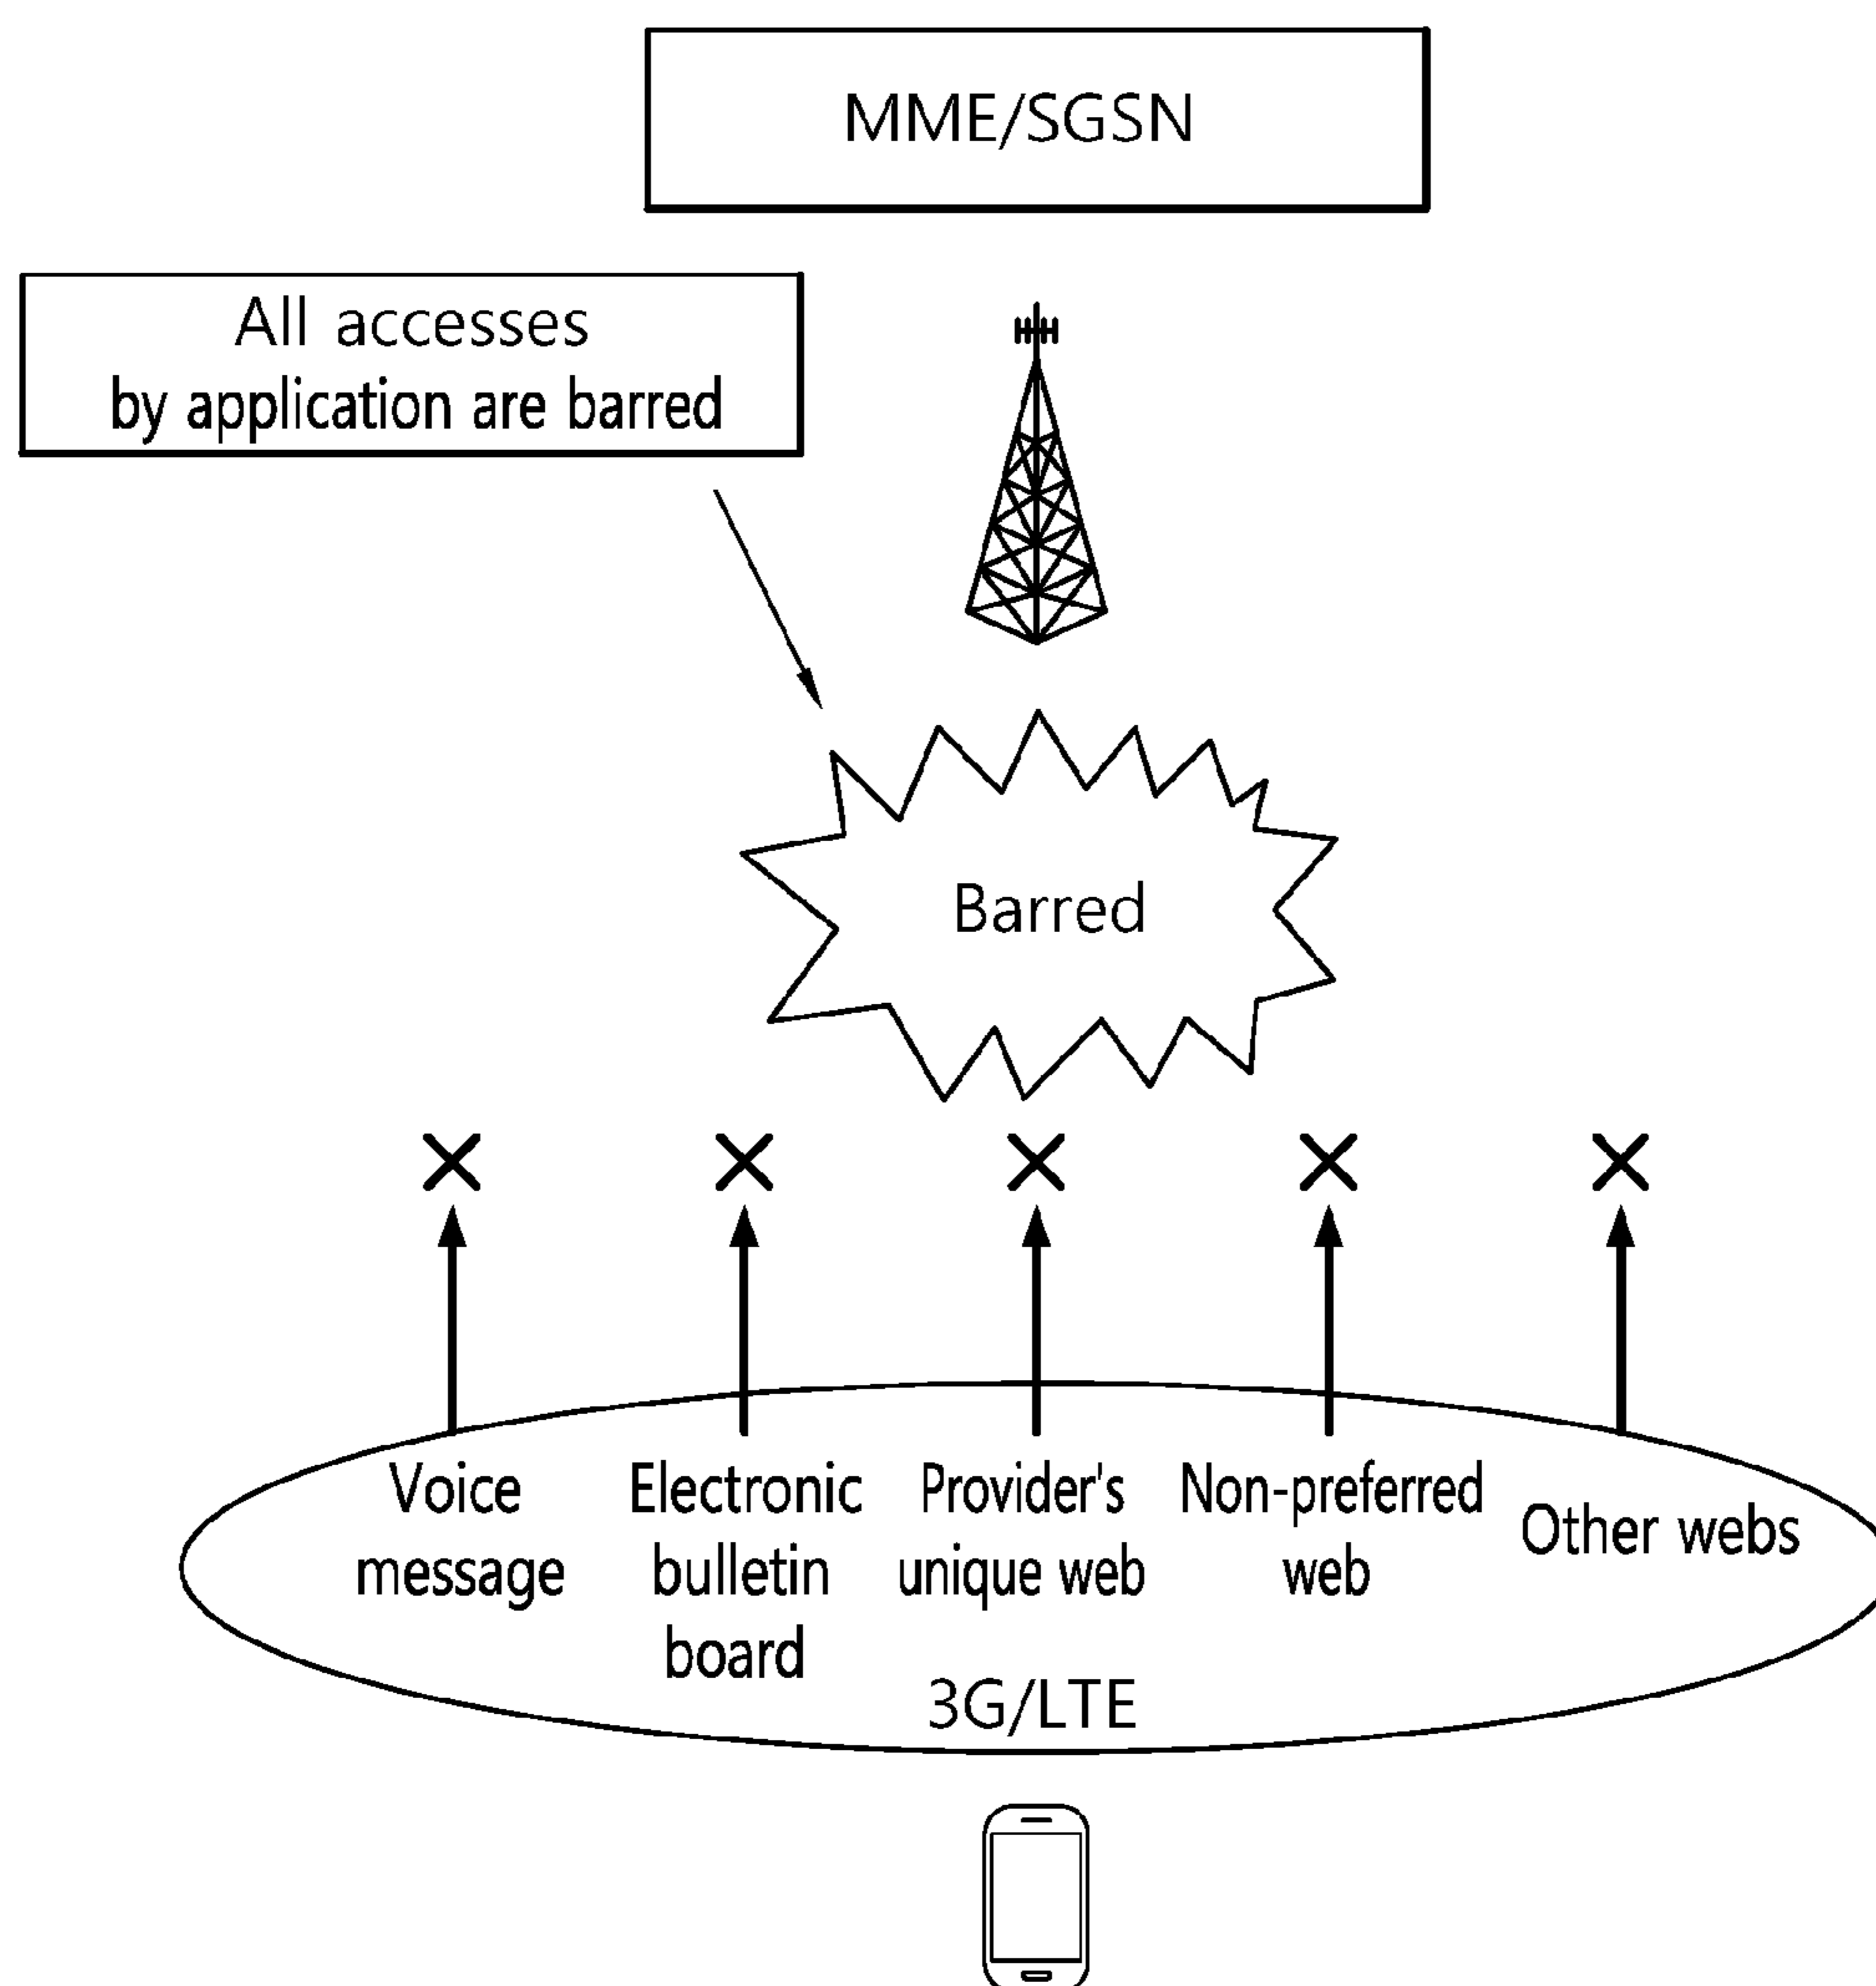 MME/SGSN
All accesses
by application are barred
Barred
Voice
message
Electronic
bulletin
board
Provider's
unique web
Non-preferred
web
Other webs
3G/LTE